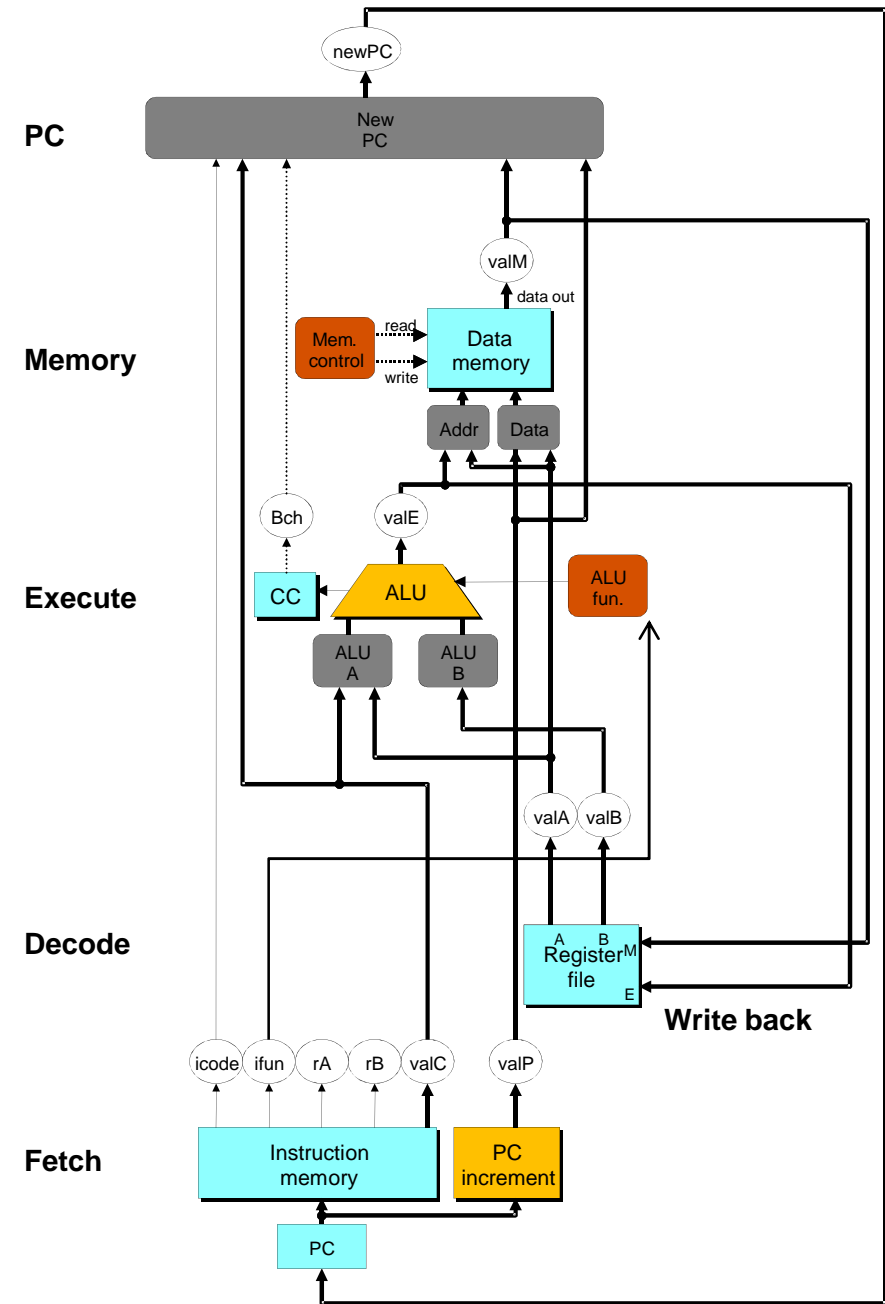 newPC
New
PC
PC
valM
data out
read
Mem.
control
write
Data
memory
Memory
Addr
Data
Bch
valE
CC
ALU
ALU
fun.
Execute
ALU
A
ALU
B
valA
valB
Decode
A
B
M
Register
file
E
Write back
icode
ifun
rA
rB
valC
valP
Fetch
Instruction
memory
PC
increment
PC